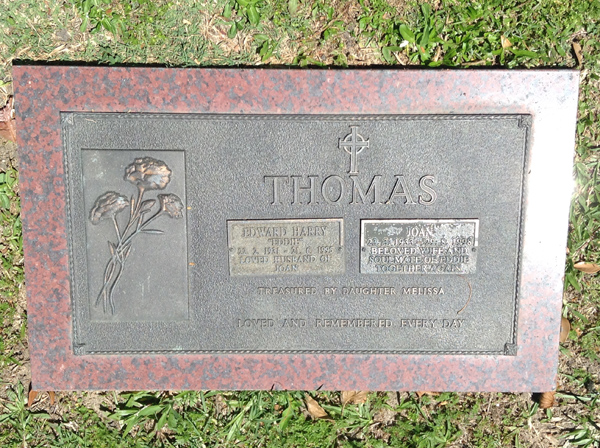 THOMAS
EDWARD HARRY
"EDDIE"
LOVED HUSBAND OF
JOAN
JOAN
BELOVED WIFE AND
SOULMATE OF EDDIE
TOGETHER AGAIN
TREASURED BY DAUGHTER MELISSA
LOVED AND REMEMBERED EVERY DAY